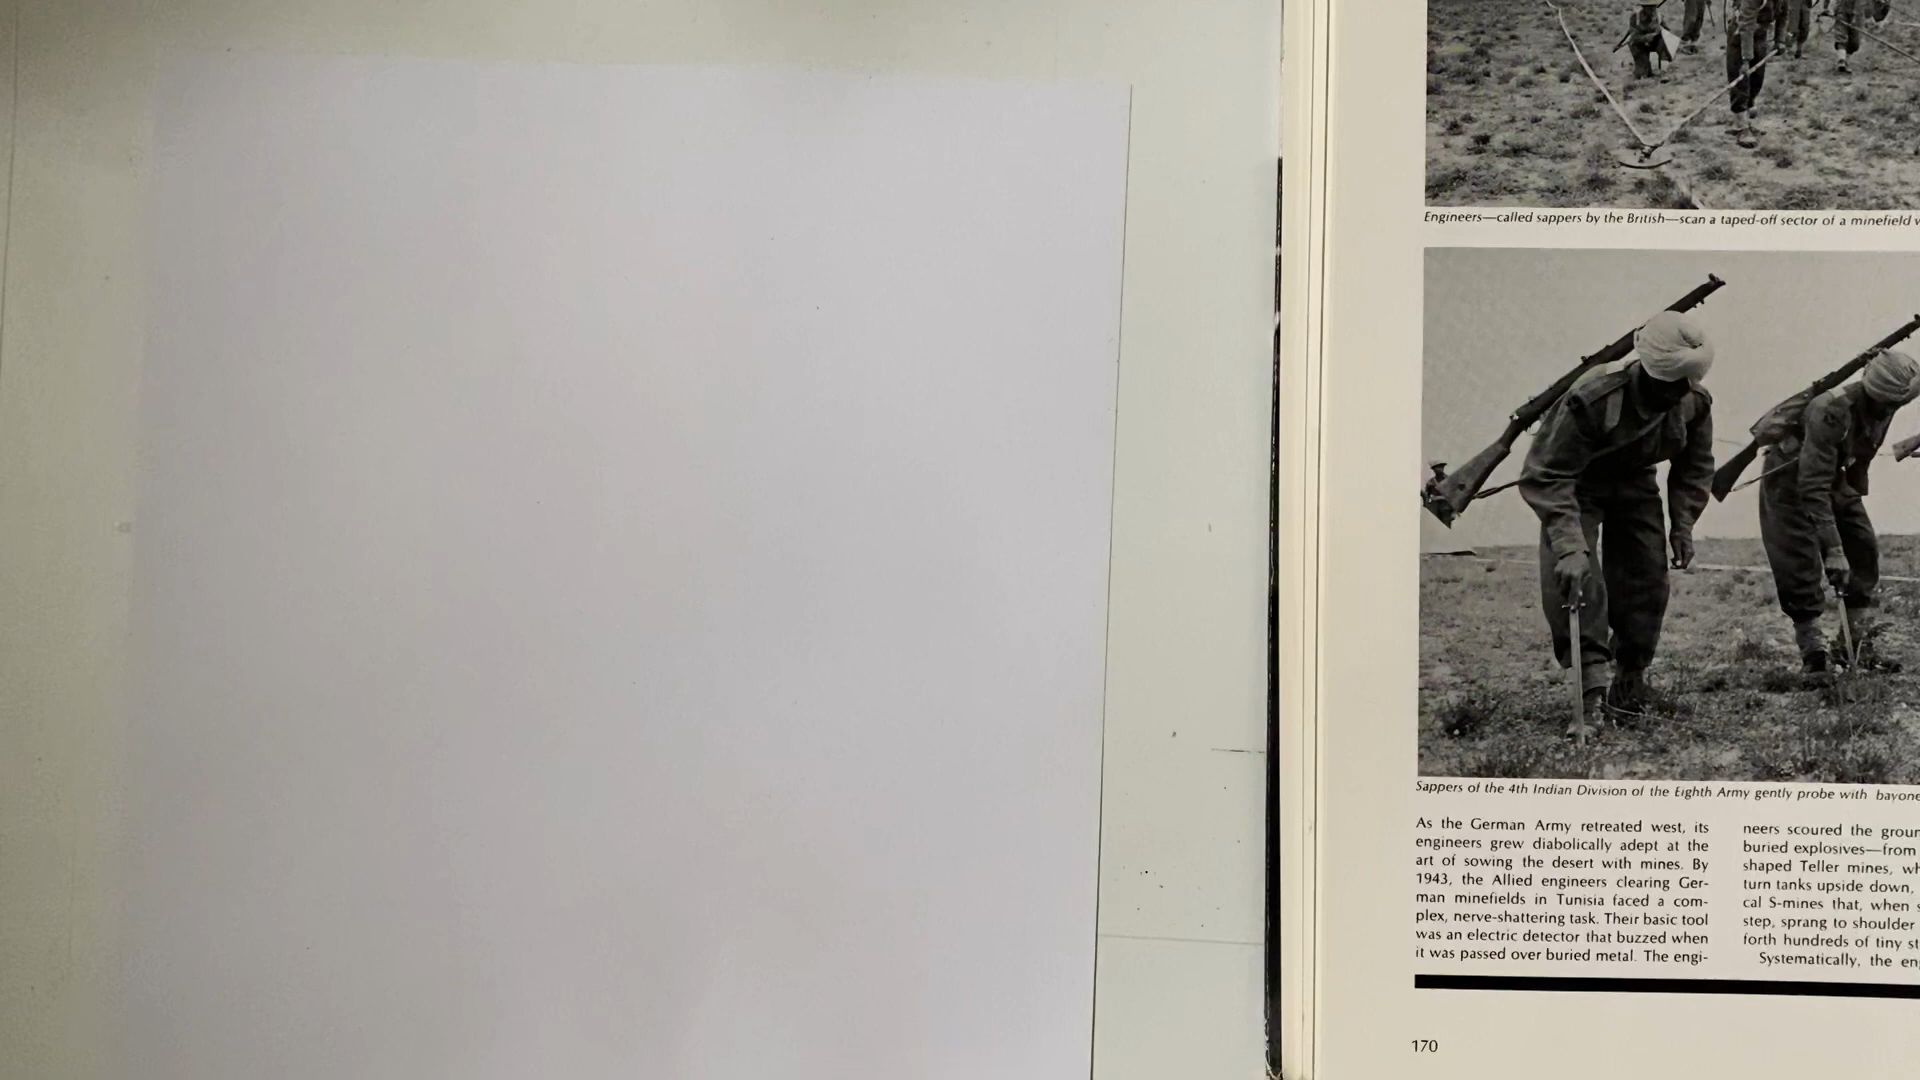 Engineers—called sappers by the British—scan a taped-off sector of a minefield
Sappers of the 4th Indian Division of the Eighth Army gently probe with
As the German Army retreated west, its
engineers grew diabolically adept at the
art of sowing the desert with mines. By
1943, the Allied engineers clearing Ger-
man minefields in Tunisia faced a com-
plex, nerve-shattering task. Their basic tool
was an electric detector that buzzed when
it was passed over buried metal. The engi-
neers scoured the
buried explosives—from
shaped Teller mines,
turn tanks upside down,
cal S-mines that, when
step, sprang to shoulder
forth hundreds of tiny
Systematically, the
170